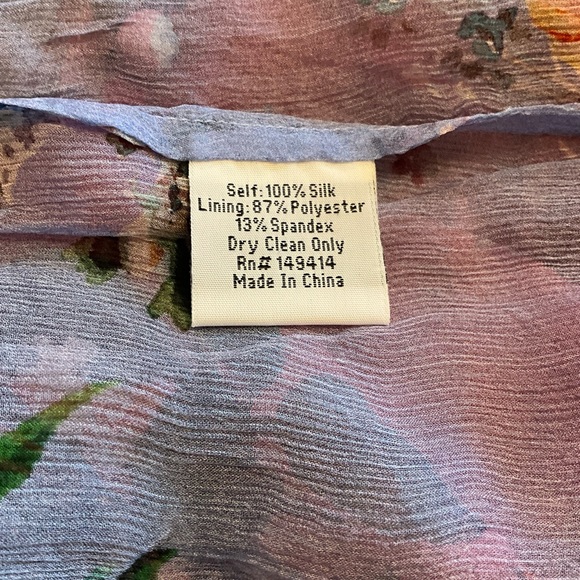 Self: 100% Silk
Lining: 87% Polyester
13% Spandex
Dry Clean Only
Rn# 149414
Made In China